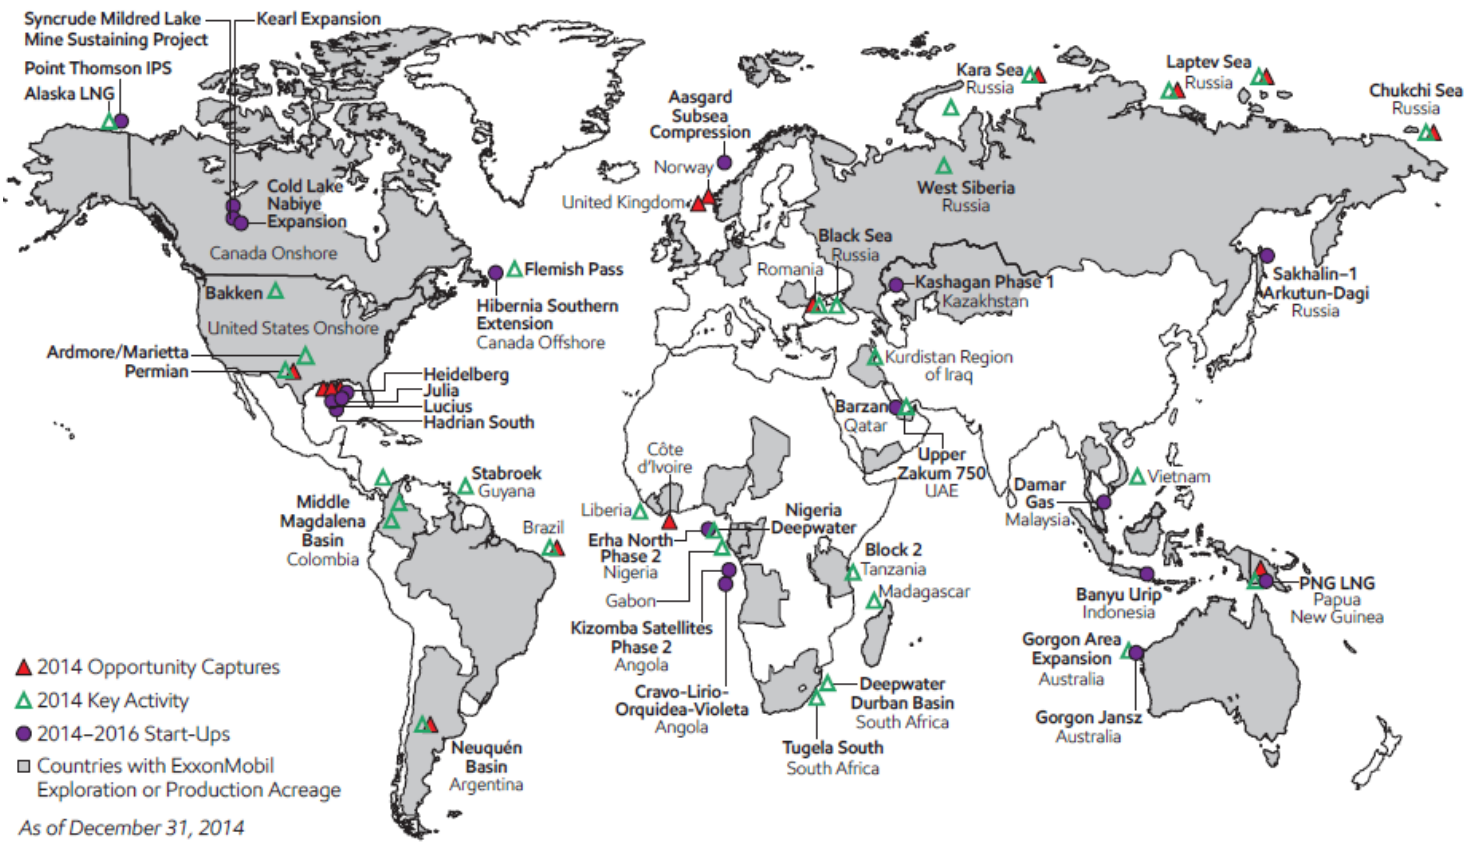 Syncrude Mildred Lake
Mine Sustaining Project
Kearl Expansion
Point Thomson IPS
Alaska LNG
Cold Lake
Nabiye
Expansion
Canada Onshore
Flemish Pass
Bakken
Hibernia Southern
Extension
Canada Offshore
United States Onshore
Ardmore/Marietta
Permian
Heidelberg
Julia
Lucius
Hadrian South
Stabroek
Guyana
Middle
Magdalena
Basin
Colombia
Brazil
Neuquén
Basin
Argentina
Aasgard
Subsea
Compression
Norway
United Kingdom
Kara Sea
Russia
Laptev Sea
Russia
Chukchi Sea
Russia
West Siberia
Russia
Black Sea
Russia
Romania
Kashagan Phase 1
Kazakhstan
Sakhalin–1
Arkutun-Dagi
Russia
Kurdistan Region
of Iraq
Barzan
Qatar
Upper
Zakum 750
UAE
Côte
d'Ivoire
Liberia
Erha North
Phase 2
Nigeria
Nigeria
Deepwater
Gabon
Kizomba Satellites
Phase 2
Angola
Cravo-Lirio-
Orquidea-Violeta
Angola
Block 2
Tanzania
Madagascar
Deepwater
Durban Basin
South Africa
Tugela South
South Africa
Damar
Gas
Malaysia
Vietnam
Banyu Urip
Indonesia
PNG LNG
Papua
New Guinea
Gorgon Area
Expansion
Australia
Gorgon Jansz
Australia
2014 Opportunity Captures
2014 Key Activity
2014–2016 Start-Ups
Countries with ExxonMobil
Exploration or Production Acreage
As of December 31, 2014